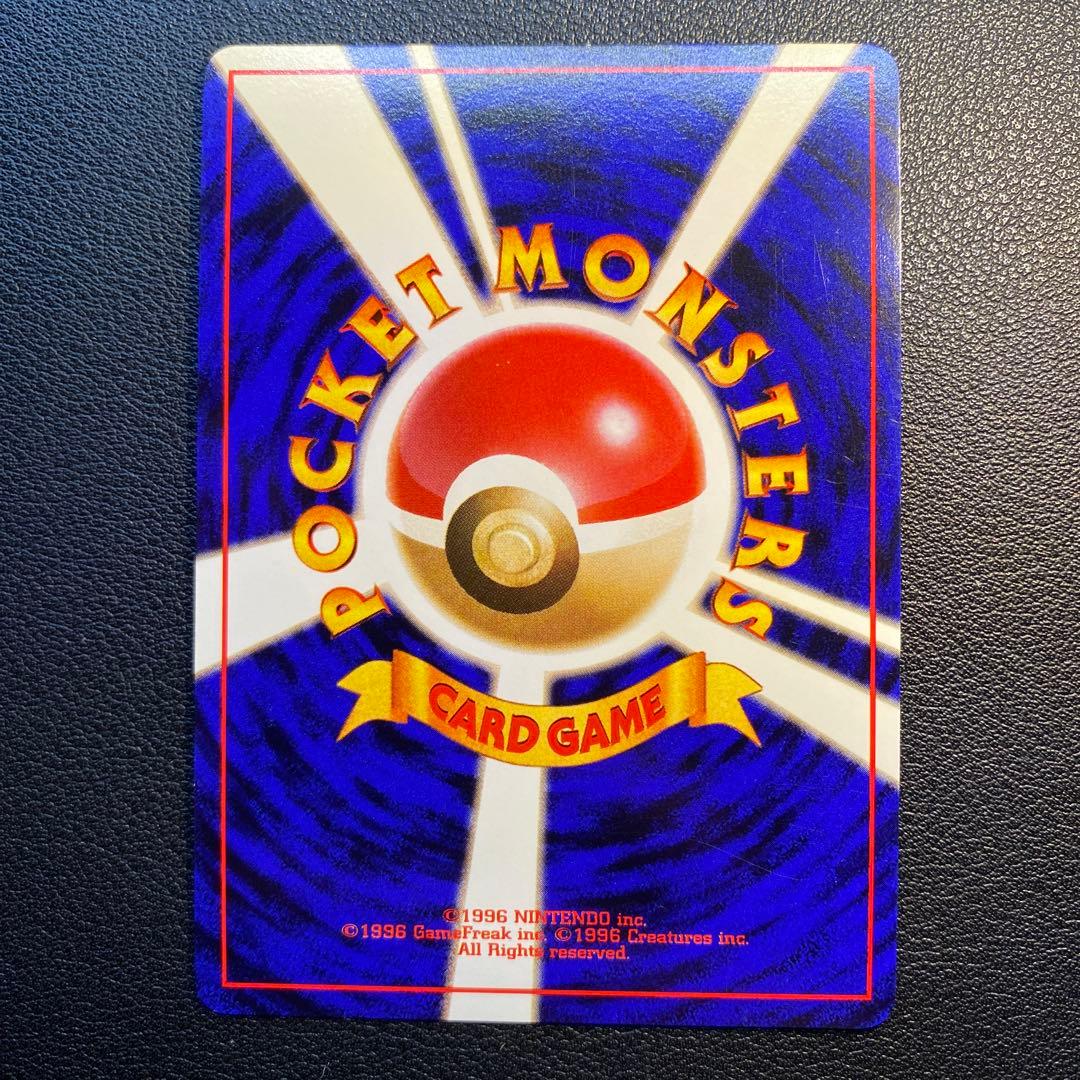 POCKET MONSTERS
CARD GAME
©1996 NINTENDO inc.
©1996 GameFreak inc. ©1996 Creatures inc.
All Rights reserved.